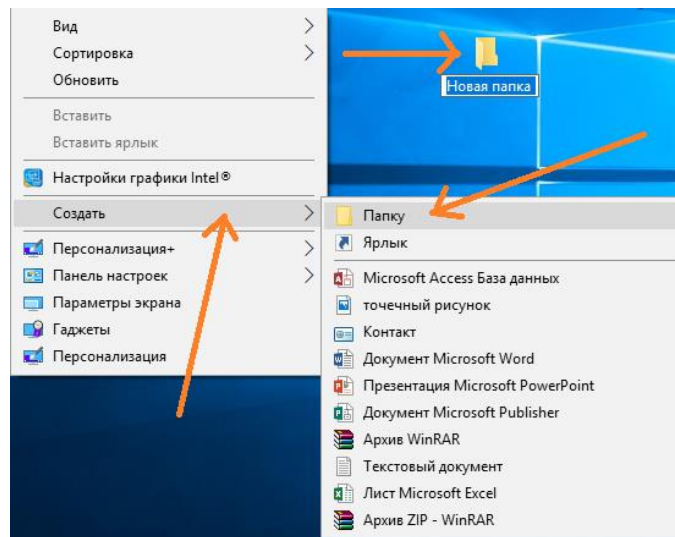 Вид
Сортировка
Обновить
Вставить
Вставить ярлык
Настройки графики Intel®
Создать
Персонализация+
Панель настроек
Параметры экрана
Гаджеты
Персонализация
Новая папка
Папку
Ярлык
Microsoft Access База данных
точечный рисунок
Контакт
Документ Microsoft Word
Презентация Microsoft PowerPoint
Документ Microsoft Publisher
Архив WinRAR
Текстовый документ
Лист Microsoft Excel
Архив ZIP - WinRAR